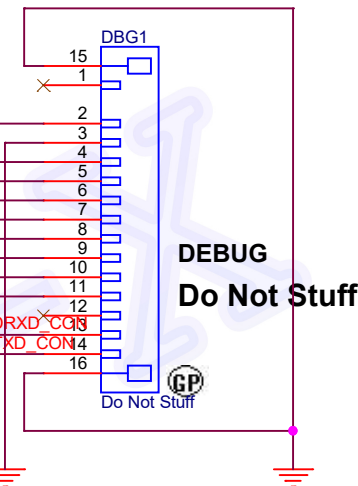 DBG1
15
1
2
3
4
5
6
7
8
9
10
11
12
13
14
16
DRXD_CON
XD_CON
DEBUG
Do Not Stuff
GP
Do Not Stuff